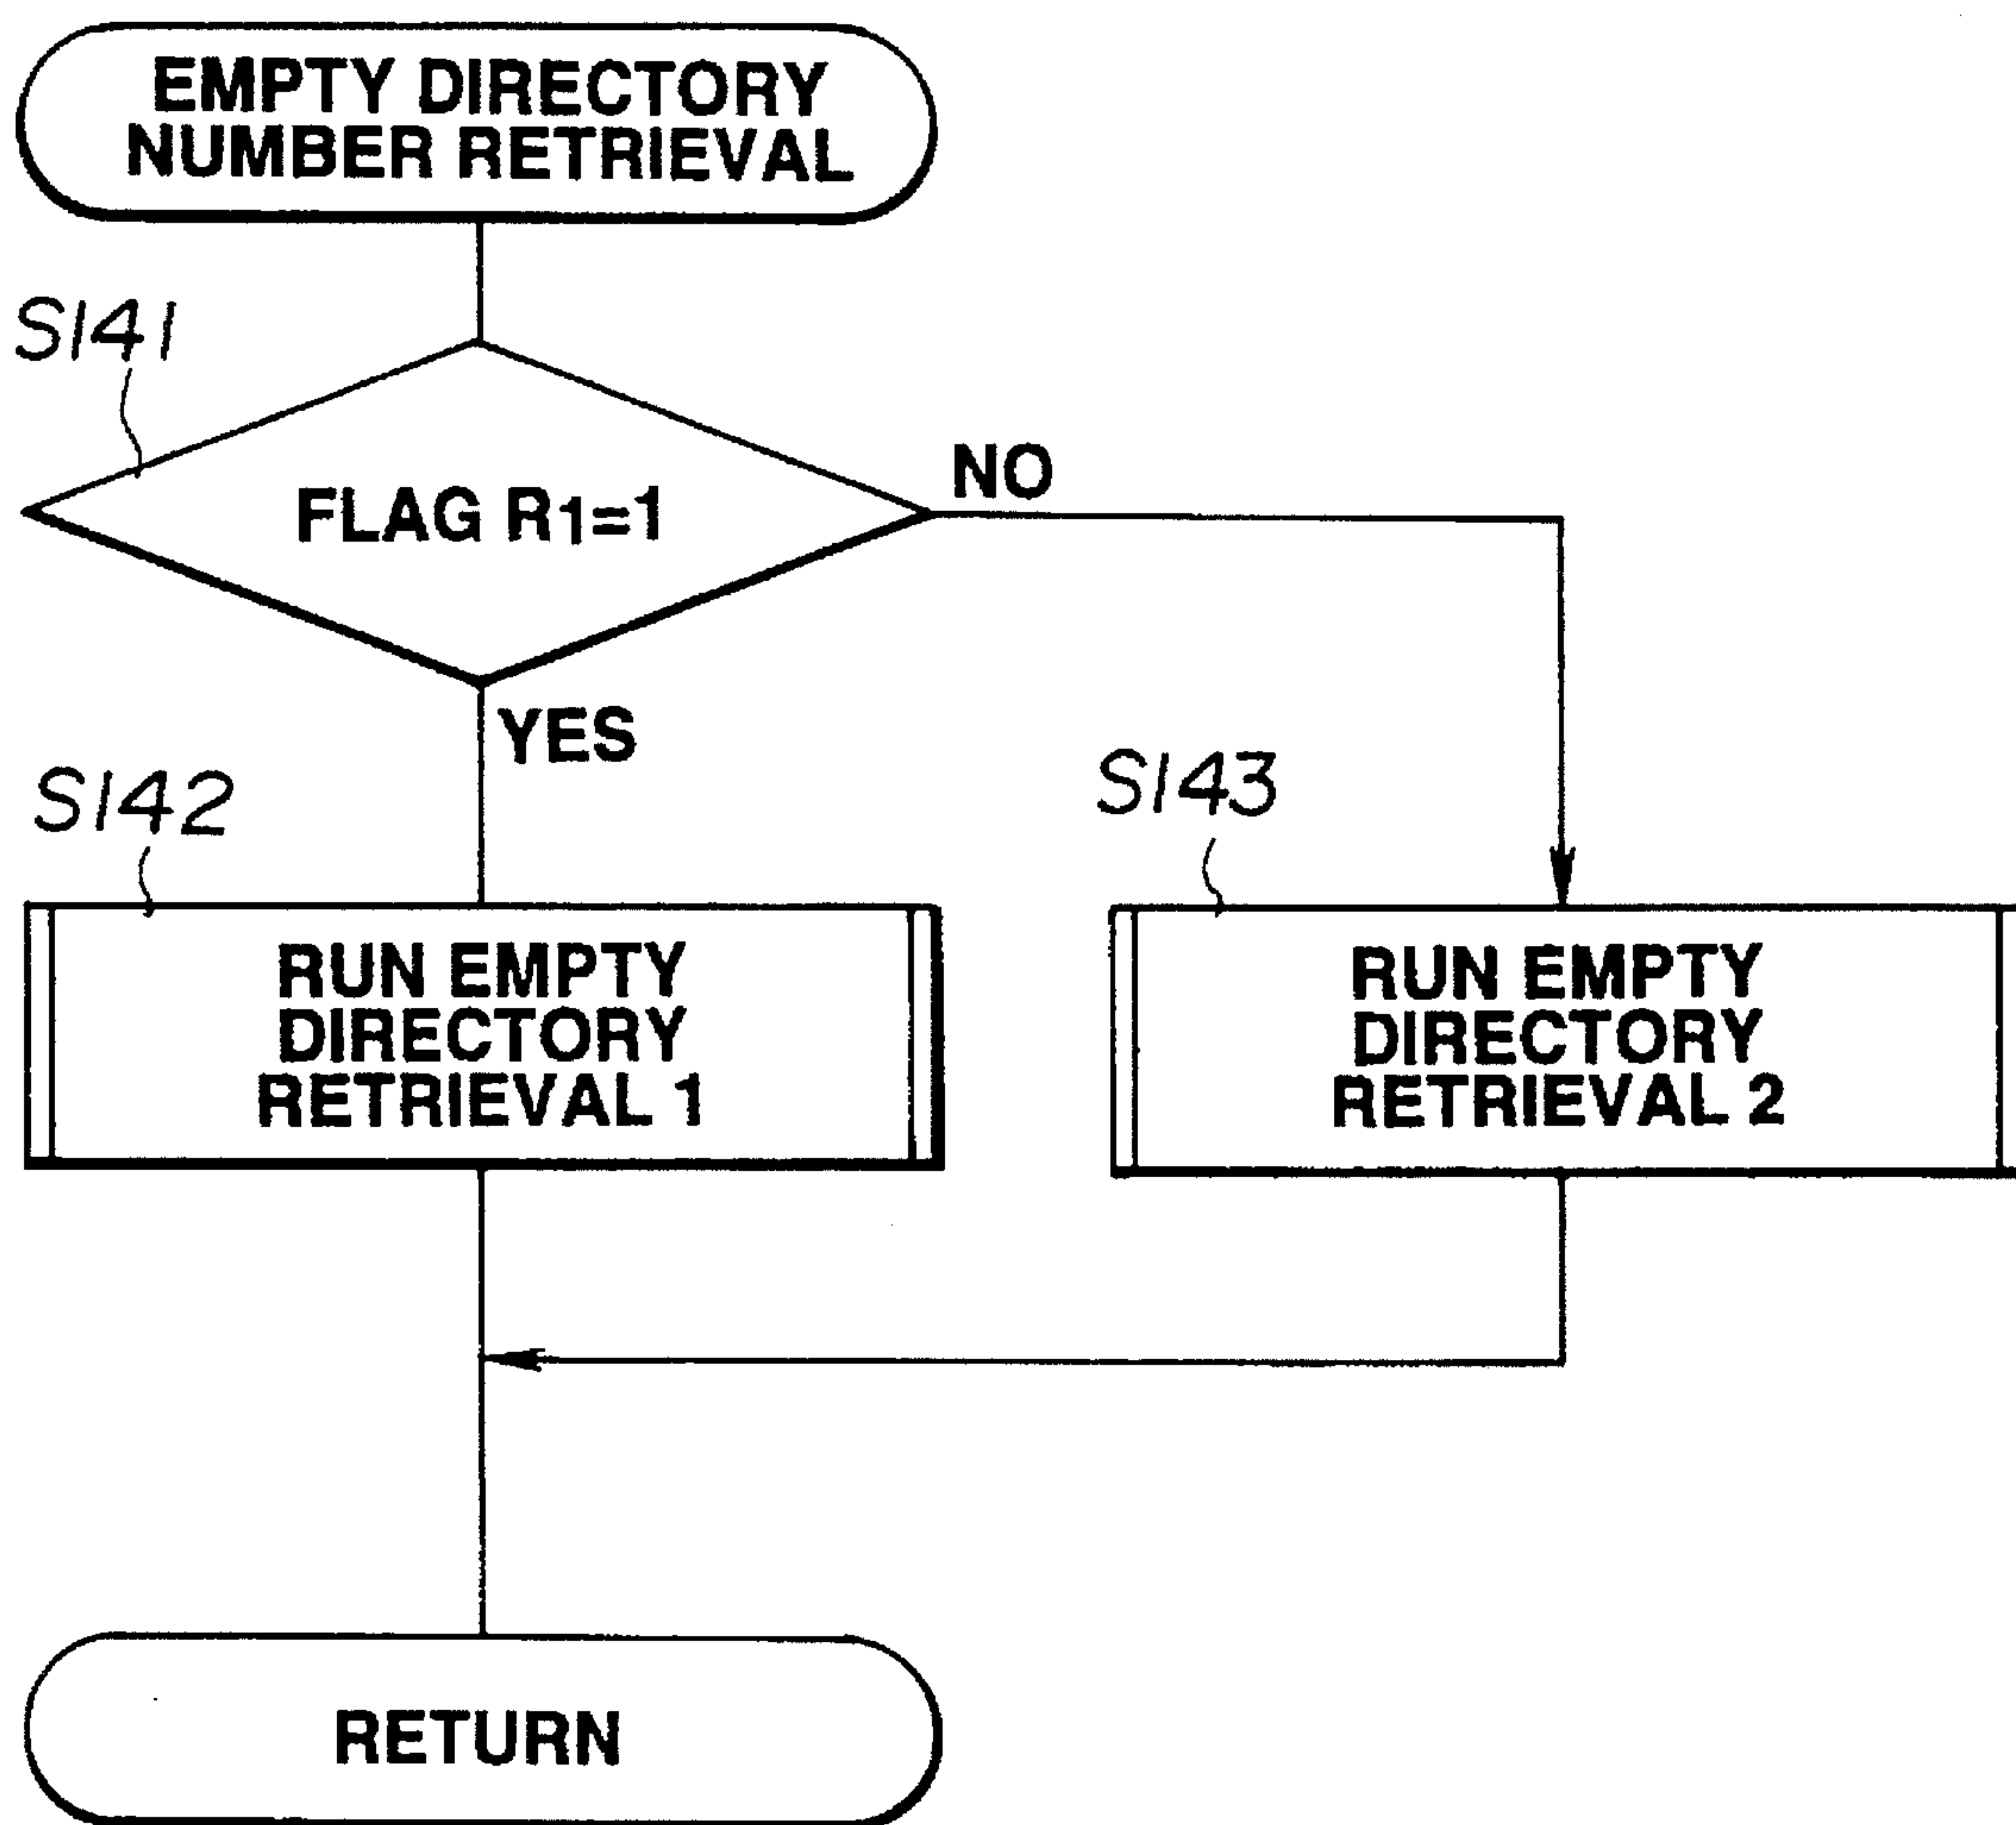 EMPTY DIRECTORY
NUMBER RETRIEVAL
S141
FLAG R1=1
NO
YES
S142
S143
RUN EMPTY
DIRECTORY
RETRIEVAL 1
RUN EMPTY
DIRECTORY
RETRIEVAL 2
RETURN